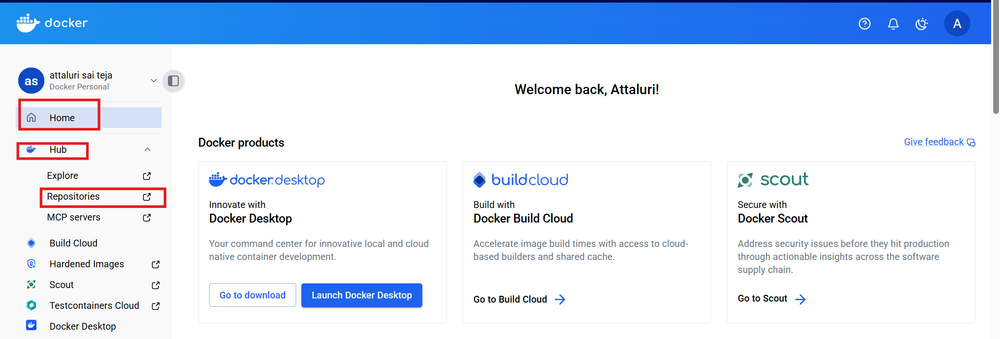 docker
A
as
attaluri sai teja
Docker Personal
Home
Hub
Explore
Repositories
MCP servers
Build Cloud
Hardened Images
Scout
Testcontainers Cloud
Docker Desktop
Welcome back, Attaluri!
Docker products
Give feedback
docker.desktop
Innovate with
Docker Desktop
Your command center for innovative local and cloud
native container development.
Go to download
Launch Docker Desktop
buildcloud
Build with
Docker Build Cloud
Accelerate image build times with access to cloud-
based builders and shared cache.
Go to Build Cloud
scout
Secure with
Docker Scout
Address security issues before they hit production
through actionable insights across the software
supply chain.
Go to Scout